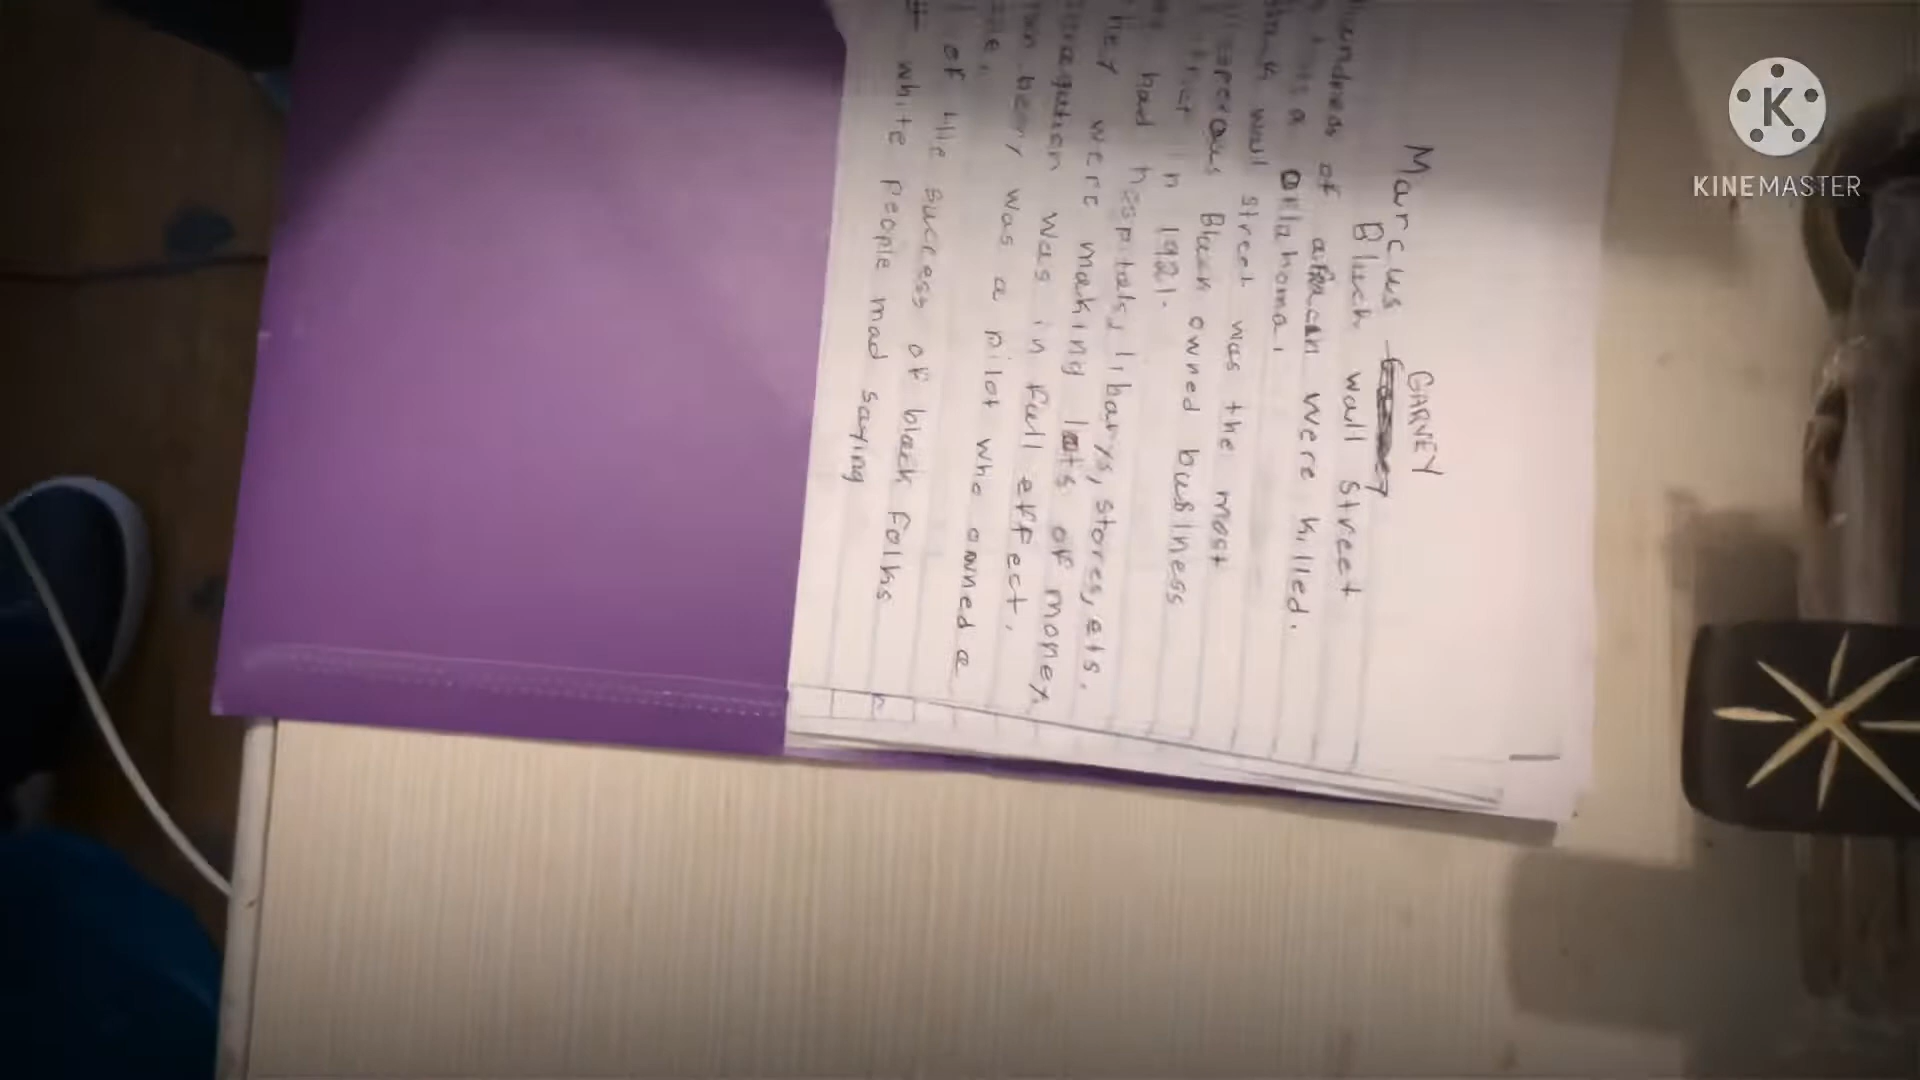 Marcus GARVEY
Black wall street
of african were killed.
a Oklahoma,
wall street was the most
Black owned business
in 1921.
had hospitals, libarys, stores, ets.
they were making lots of money
was in full effect.
was a pilot who owned a
of the success of black folks
white people mad saying
KINEMASTER